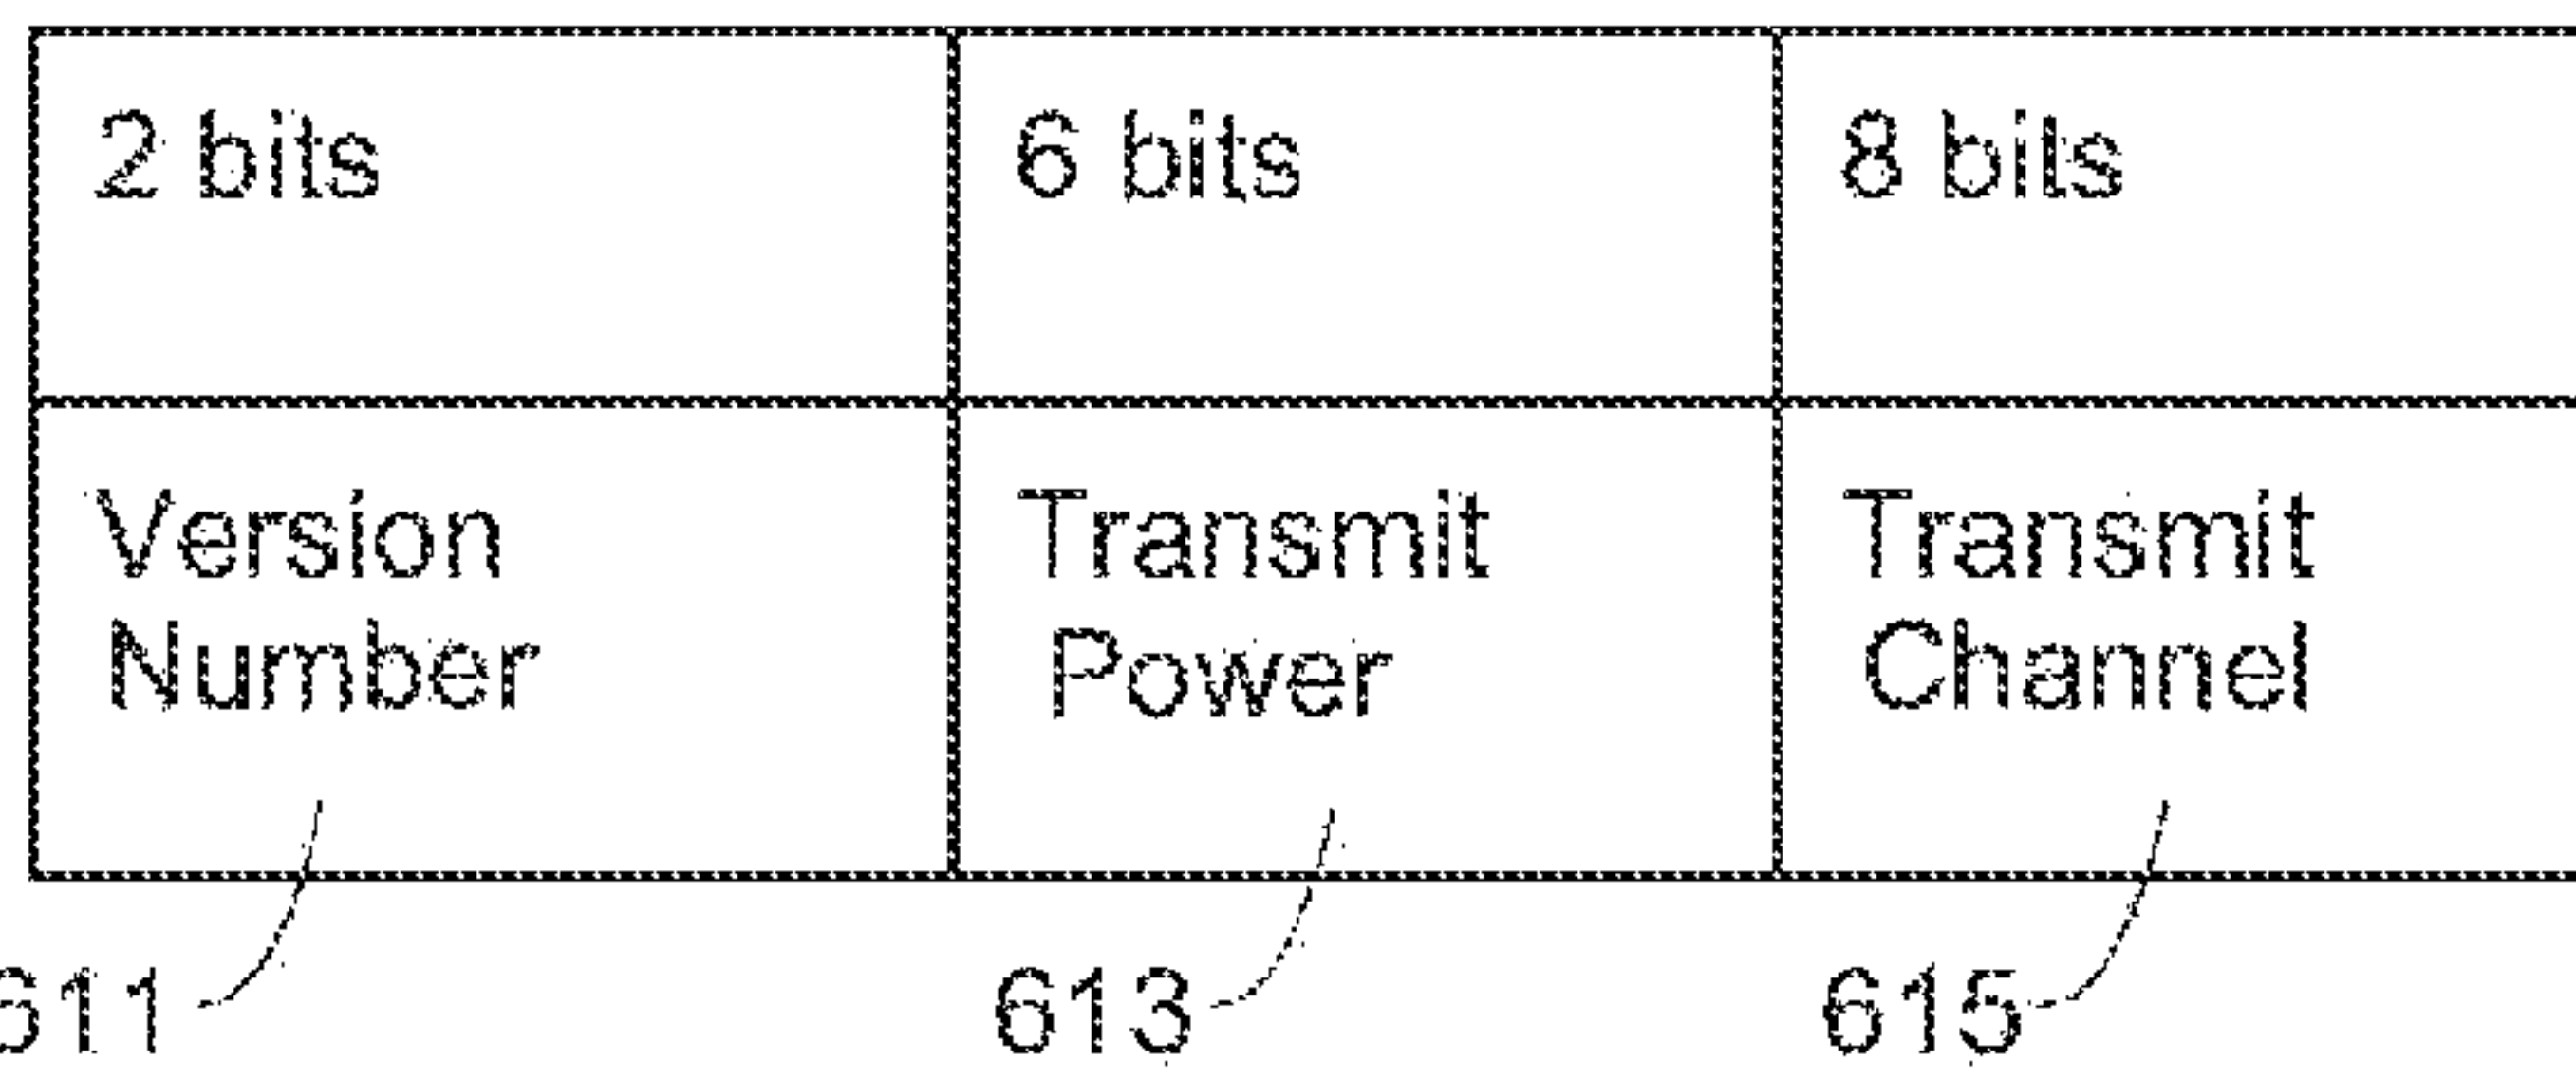 2 bits 6 bits 8 bits
Version Transmit Transmit
Number Power Channel
611 613 615